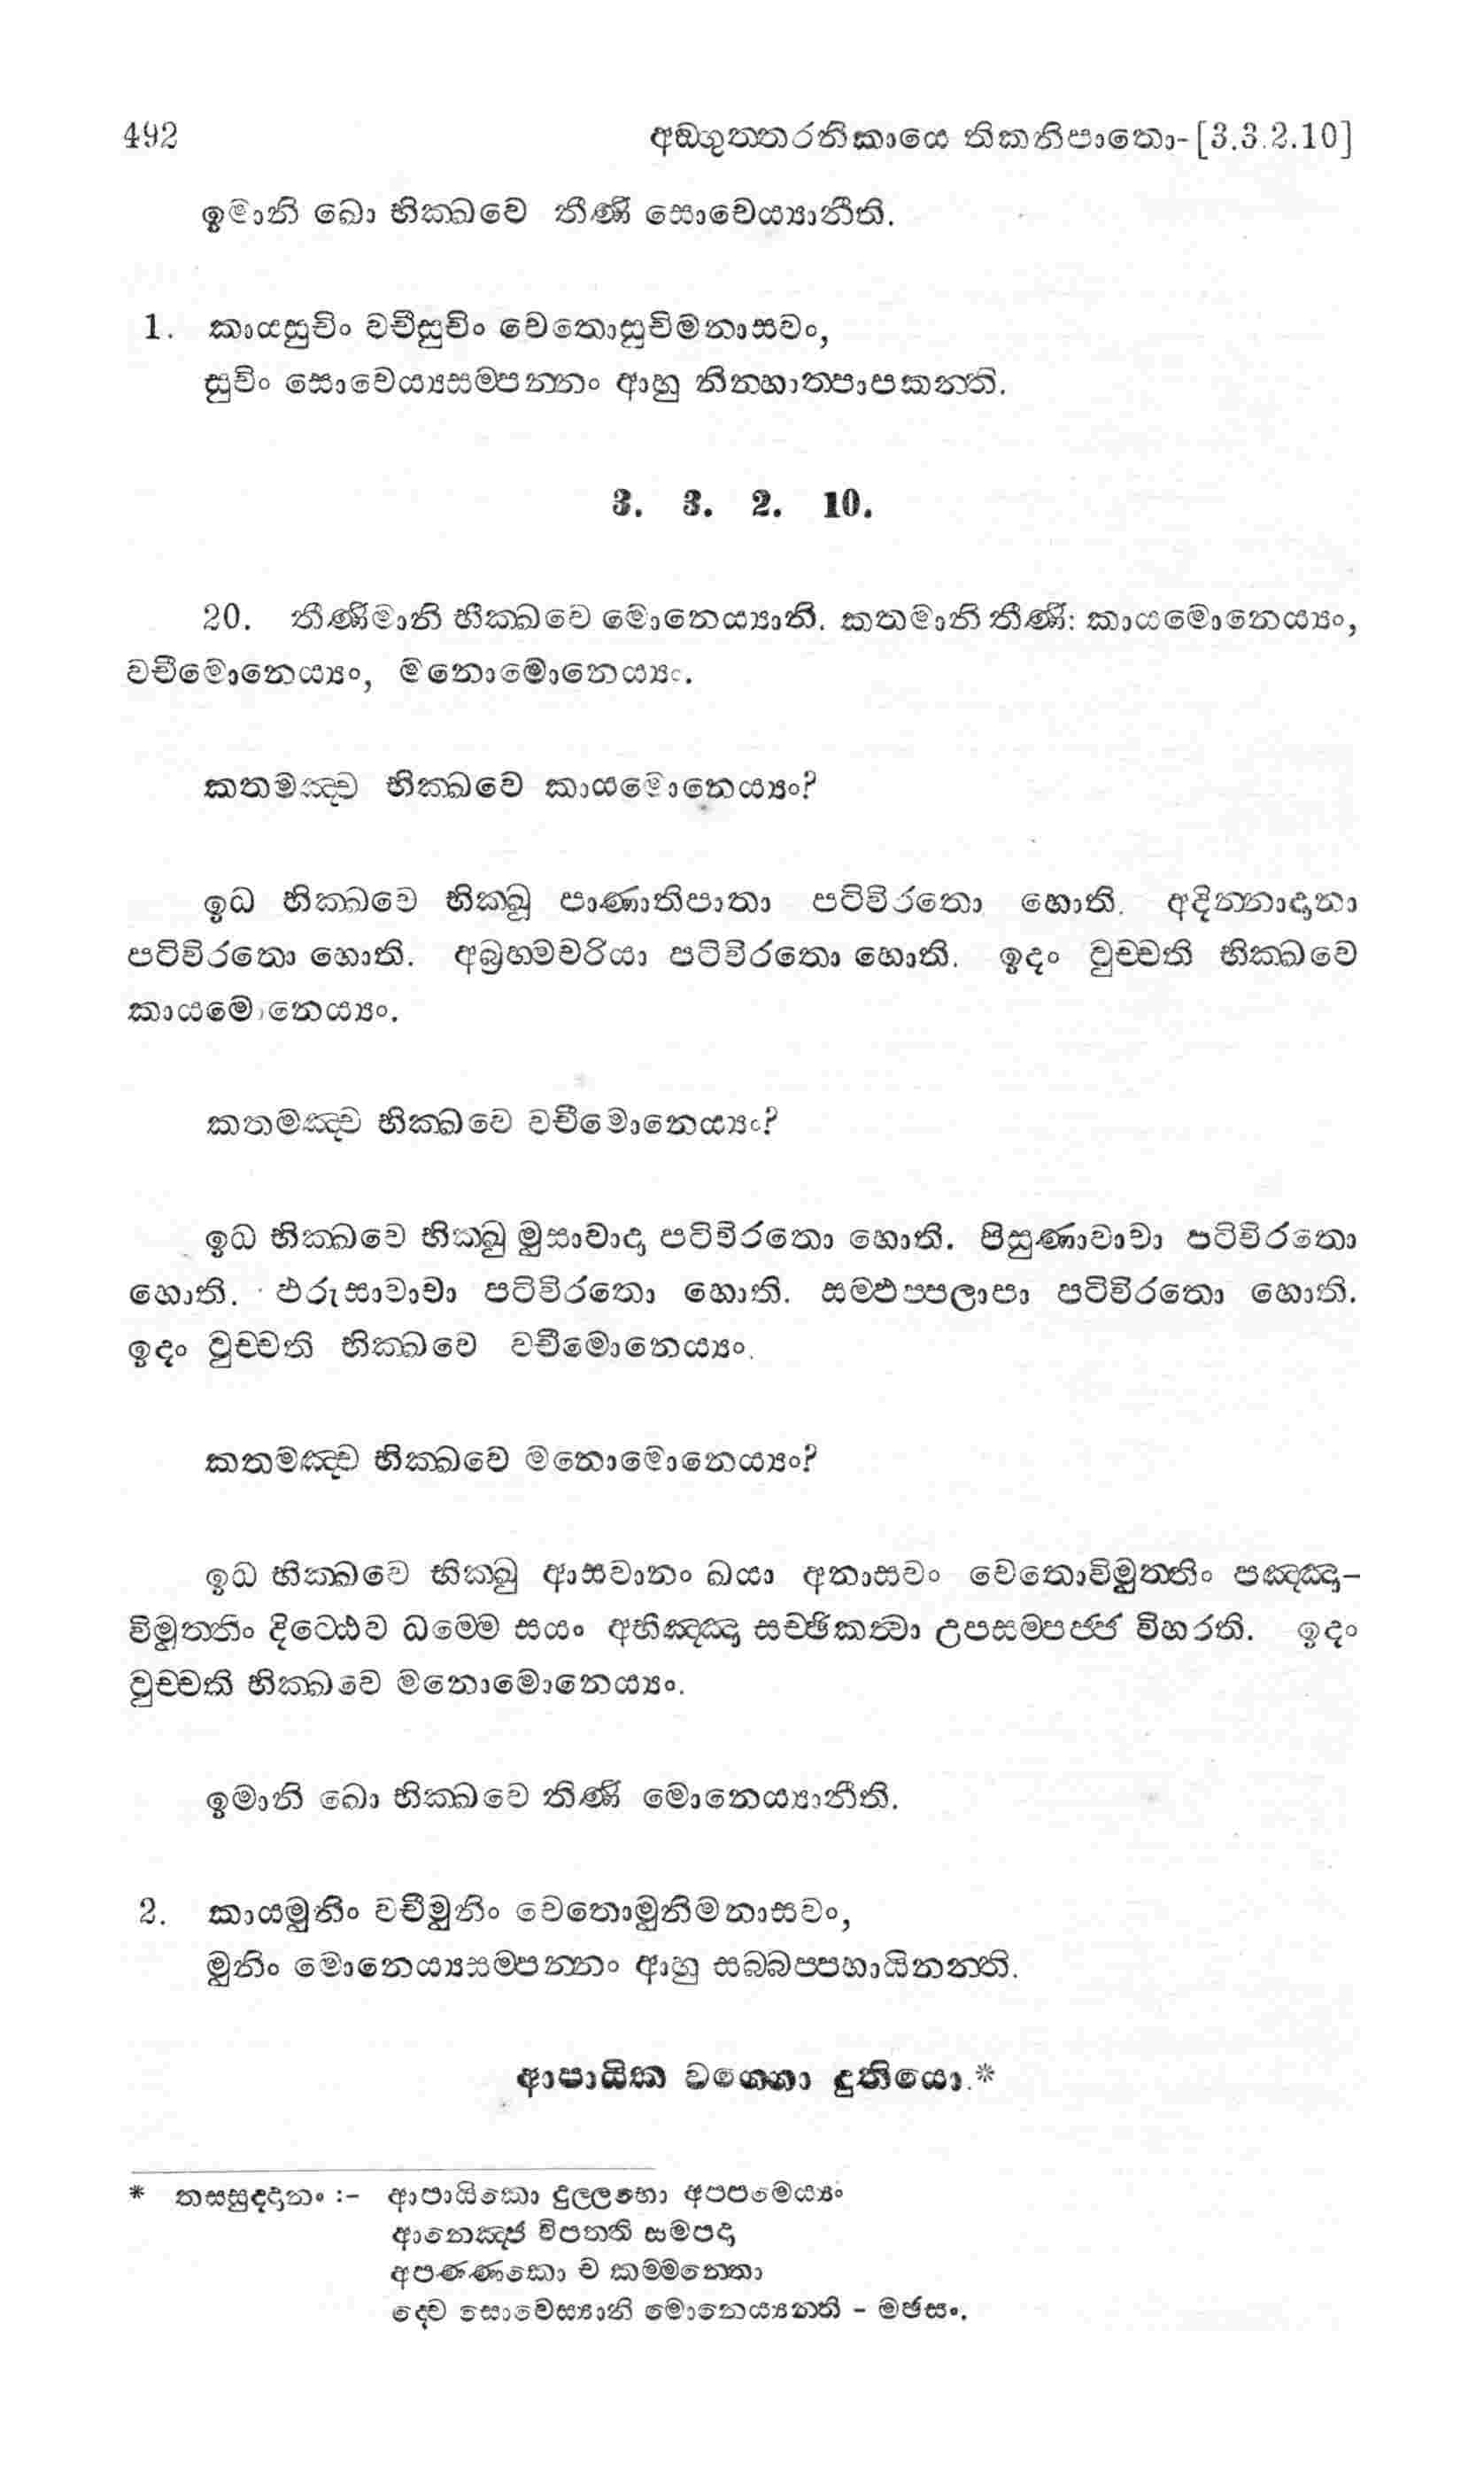 492 අඞ්ගුත්තරනිකායෙ තිකනිපාතො-[3.3.2.10]
ඉමානි ඛො භික්ඛවෙ තීණි සොචෙය්‍යානීති.
1. කායසුචිං වචීසුචිං චෙතොසුචිමනාසවං,
සුචිං සොචෙය්‍යසම්පන්නං ආහු නින්හාතපාපකන්ති.
3. 3. 2. 10.
20. තීණිමානි භීක්ඛවෙ මොනෙය්‍යානි. කතමානි තීණි: කායමොනෙය්‍යං,
වචීමොනෙය්‍යං, මනොමොනෙය්‍යං.
කතමඤ්ච භික්ඛවෙ කායමොනෙය්‍යං?
ඉධ භික්ඛවෙ භික්ඛූ පාණාතිපාතා පටිවිරතො හොති. අදින්නාදානා
පටිවිරතො හොති. අබ්‍රහ්මචරියා පටිවිරතො හොති. ඉදං වුච්චති භික්ඛවෙ
කායමොනෙය්‍යං.
කතමඤ්ච භික්ඛවෙ වචීමොනෙය්‍යං?
ඉධ භික්ඛවෙ භික්ඛු මුසාවාදා පටිවිරතො හොති. පිසුණාවාචා පටිවිරතො
හොති. ඵරුසාවාචා පටිවිරතො හොති. සම්ඵප්පලාපා පටිවිරතො හොති.
ඉදං වුච්චති භික්ඛවෙ වචීමොනෙය්‍යං.
කතමඤ්ච භික්ඛවෙ මනොමොනෙය්‍යං?
ඉධ භික්ඛවෙ භික්ඛු ආසවානං ඛයා අනාසවං චෙතොවිමුත්තිං පඤ්ඤා-
විමුත්තිං දිට්ඨෙව ධම්මෙ සයං අභිඤ්ඤා සච්ඡිකත්‍වා උපසම්පජ්ජ විහරති. ඉදං
වුච්චති භික්ඛවෙ මනොමොනෙය්‍යං.
ඉමානි ඛො භික්ඛවෙ තිණි මොනෙය්‍යානීති.
2. කායමුනිං වචීමුනිං චෙතොමුනිමනාසවං,
මුනිං මොනෙය්‍යසම්පන්නං ආහු සබ්බප්පහායිනන්ති.
ආපායික වග්ගො දුතියො.*
* තස්සුද්දානං :- ආපායිකො දුල්ලභො අප්පමෙය්‍යං
ආනෙඤ්ජ විපත්ති සම්පදා
අපණ්ණකො ච කම්මන්තො
ද්වෙ සොචෙය්‍යානි මොනෙය්‍යන්ති - මජසං.